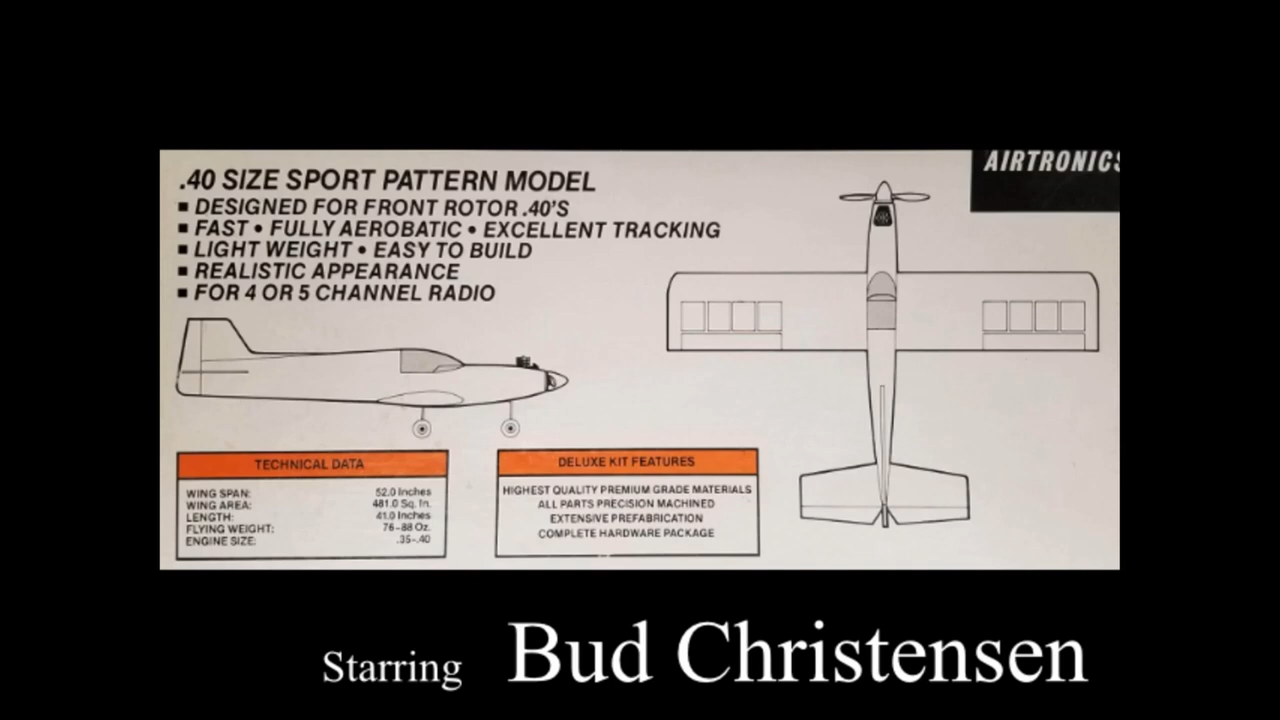 .40 SIZE SPORT PATTERN MODEL
▪ DESIGNED FOR FRONT ROTOR .40'S
▪ FAST • FULLY AEROBATIC • EXCELLENT TRACKING
▪ LIGHT WEIGHT • EASY TO BUILD
▪ REALISTIC APPEARANCE
▪ FOR 4 OR 5 CHANNEL RADIO
AIRTRONICS
TECHNICAL DATA
WING SPAN: 52.0 Inches
WING AREA: 481.0 Sq. In.
LENGTH: 41.0 Inches
FLYING WEIGHT: 76-88 Oz.
ENGINE SIZE: .35-.40
DELUXE KIT FEATURES
HIGHEST QUALITY PREMIUM GRADE MATERIALS
ALL PARTS PRECISION MACHINED
EXTENSIVE PREFABRICATION
COMPLETE HARDWARE PACKAGE
Starring Bud Christensen